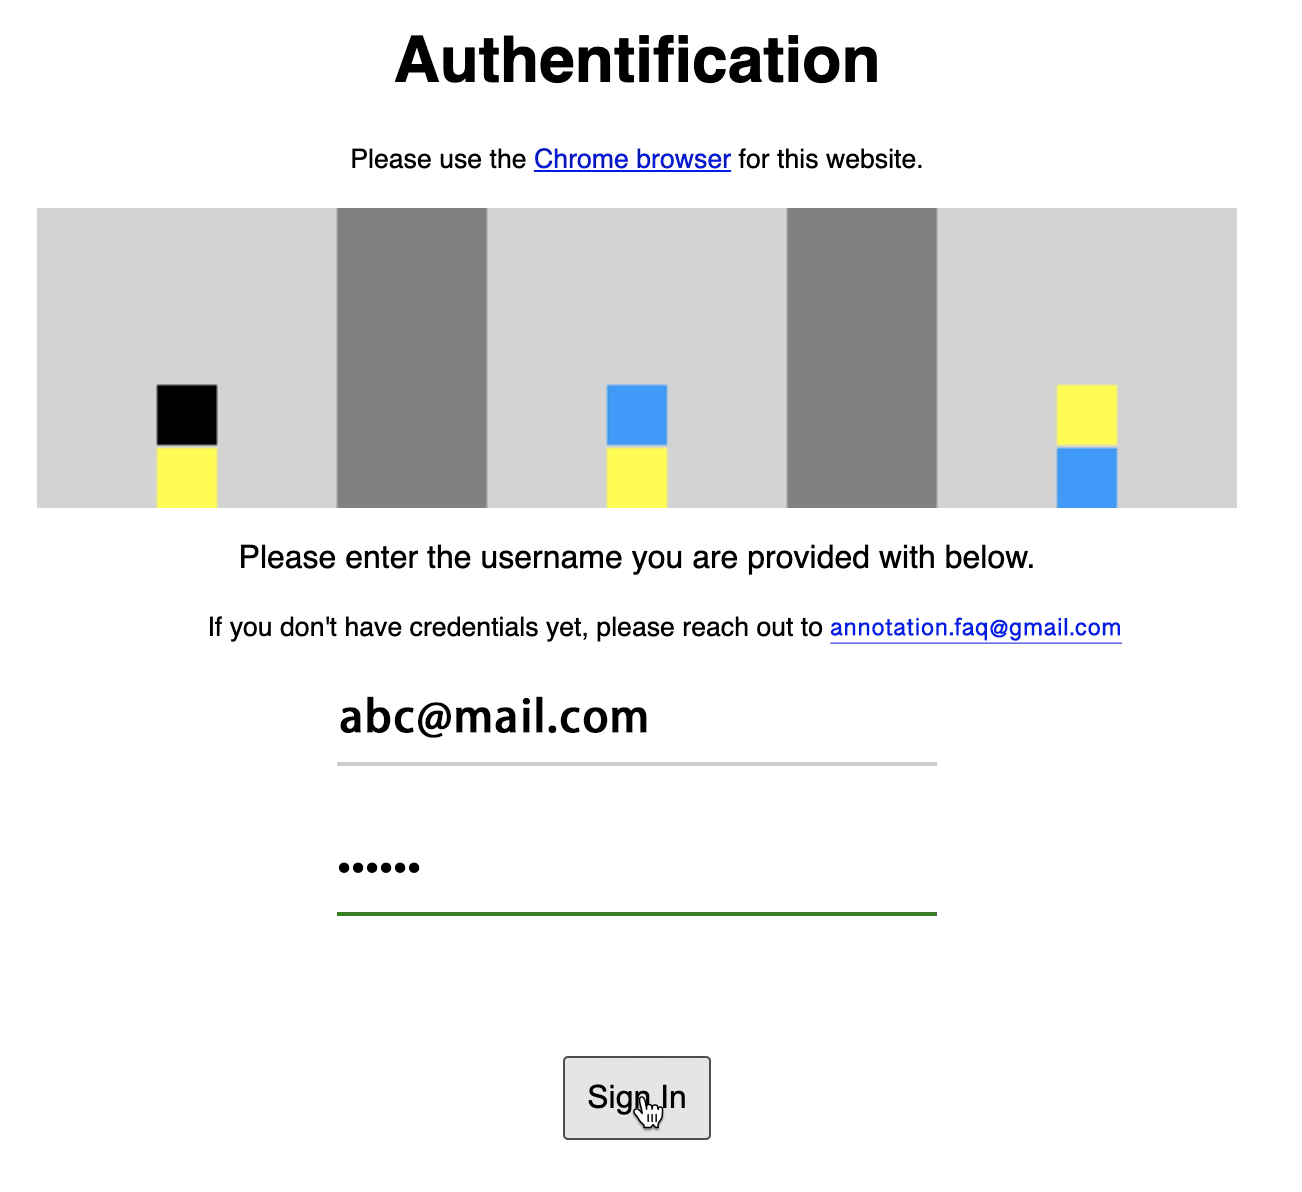 Authentification
Please use the Chrome browser for this website.
Please enter the username you are provided with below.
If you don't have credentials yet, please reach out to annotation.faq@gmail.com
abc@mail.com
••••••
Sign In